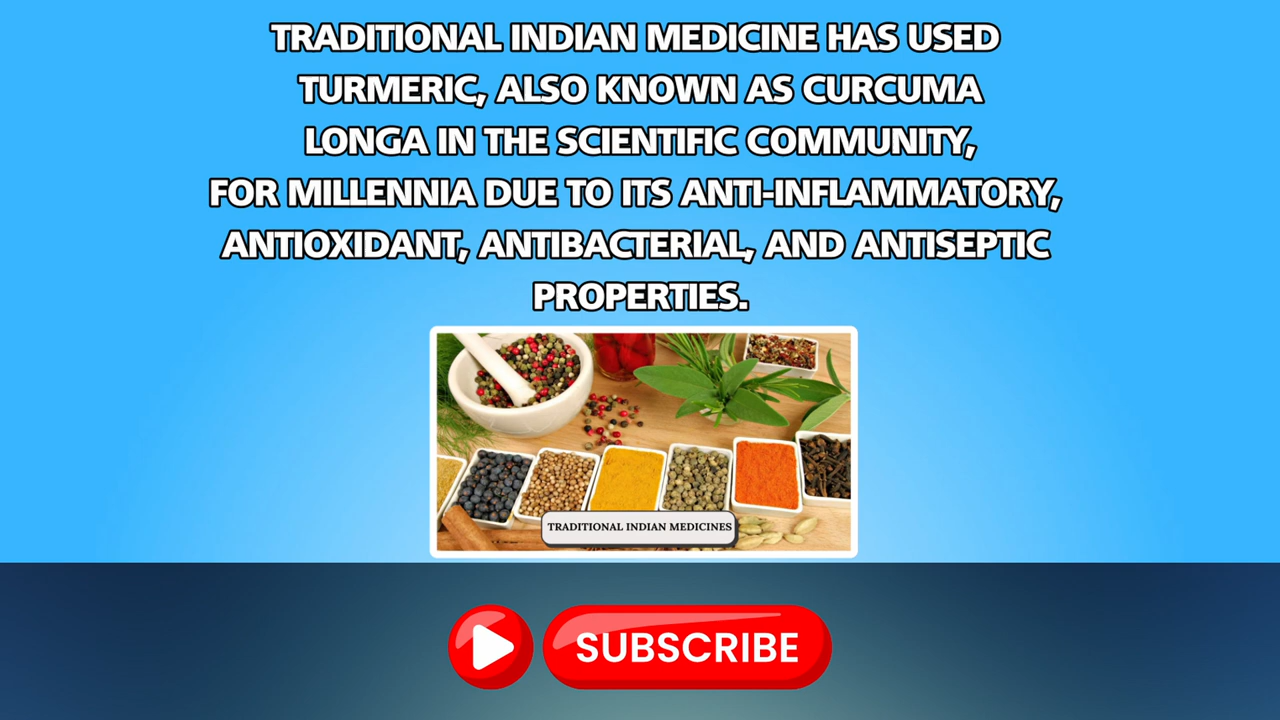 TRADITIONAL INDIAN MEDICINE HAS USED
TURMERIC, ALSO KNOWN AS CURCUMA
LONGA IN THE SCIENTIFIC COMMUNITY,
FOR MILLENNIA DUE TO ITS ANTI-INFLAMMATORY,
ANTIOXIDANT, ANTIBACTERIAL, AND ANTISEPTIC
PROPERTIES.
TRADITIONAL INDIAN MEDICINES
SUBSCRIBE